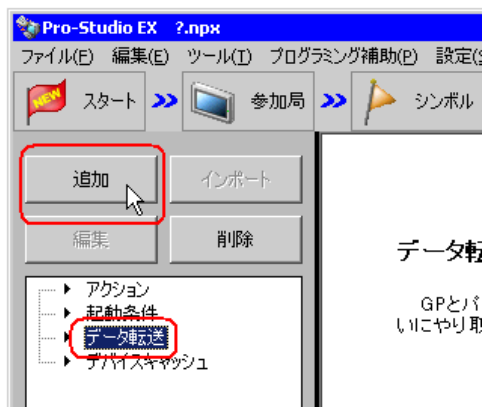 Pro-Studio EX ?.npx
ファイル(F) 編集(E) ツール(T) プログラミング補助(P) 設定(S
NEW スタート >> 参加局 >> シンボル
追加 インポート
編集 削除
アクション
起動条件
データ転送
デバイスキャッシュ
データ転
GPとパ
いにやり取